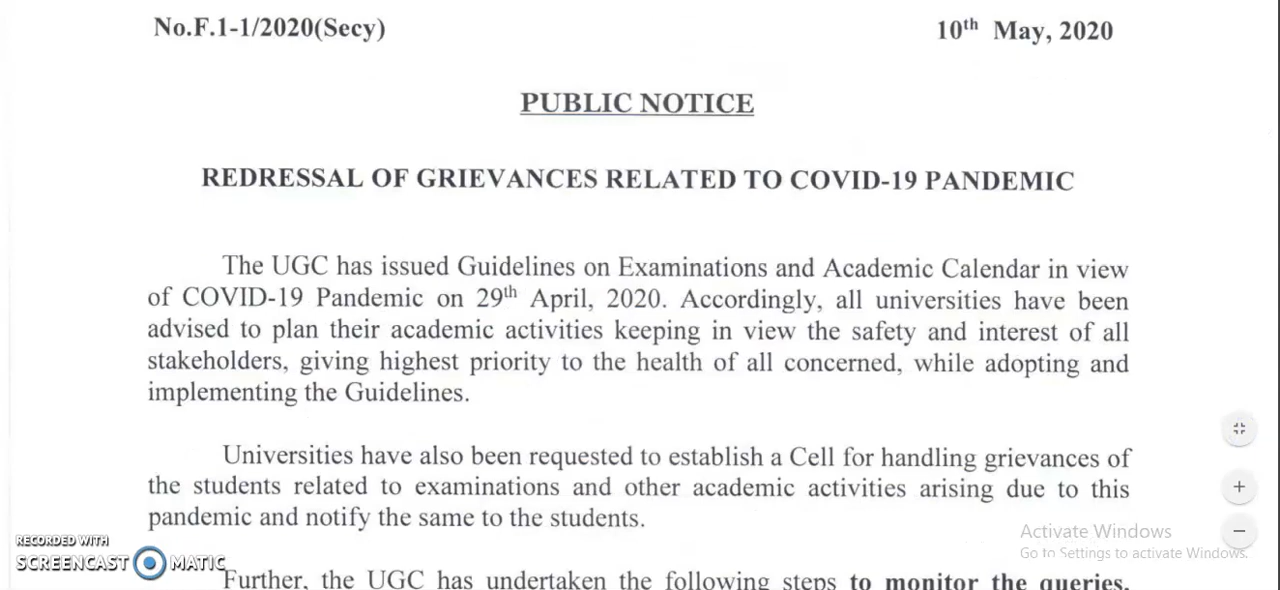 No.F.1-1/2020(Secy)
10th May, 2020
PUBLIC NOTICE
REDRESSAL OF GRIEVANCES RELATED TO COVID-19 PANDEMIC
The UGC has issued Guidelines on Examinations and Academic Calendar in view
of COVID-19 Pandemic on 29th April, 2020. Accordingly, all universities have been
advised to plan their academic activities keeping in view the safety and interest of all
stakeholders, giving highest priority to the health of all concerned, while adopting and
implementing the Guidelines.
Universities have also been requested to establish a Cell for handling grievances of
the students related to examinations and other academic activities arising due to this
pandemic and notify the same to the students.
Further, the UGC has undertaken the following steps to monitor the queries,
Activate Windows
Go to Settings to activate Windows.
RECORDED WITH
SCREENCAST MATIC